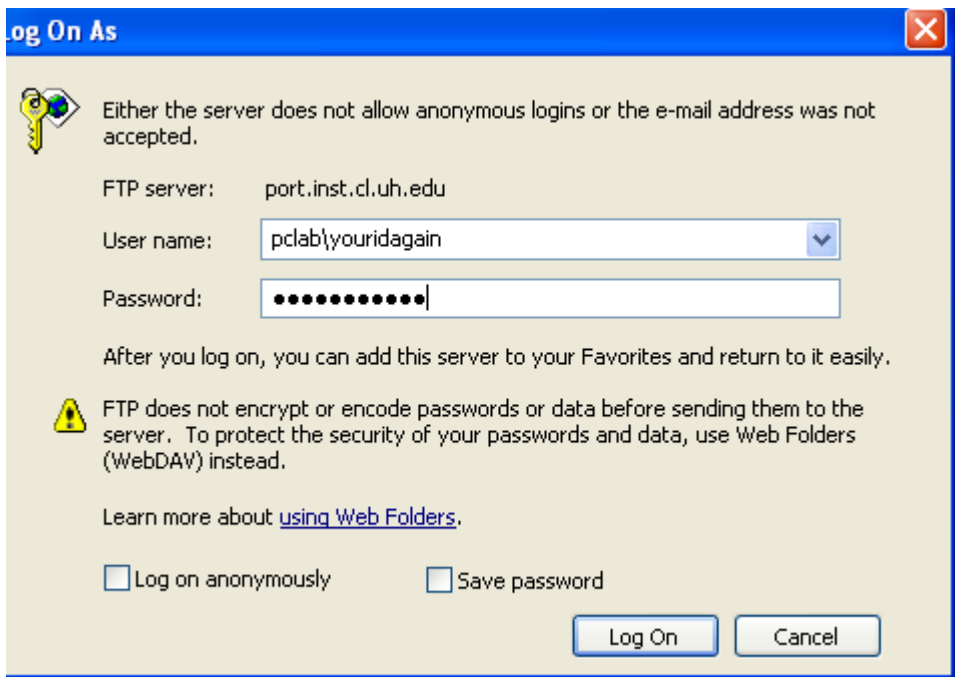 Log On As
Either the server does not allow anonymous logins or the e-mail address was not
accepted.
FTP server: port.inst.cl.uh.edu
User name: pclab\youridagain
Password: ●●●●●●●●●●●
After you log on, you can add this server to your Favorites and return to it easily.
FTP does not encrypt or encode passwords or data before sending them to the
server. To protect the security of your passwords and data, use Web Folders
(WebDAV) instead.
Learn more about using Web Folders.
Log on anonymously Save password
Log On Cancel